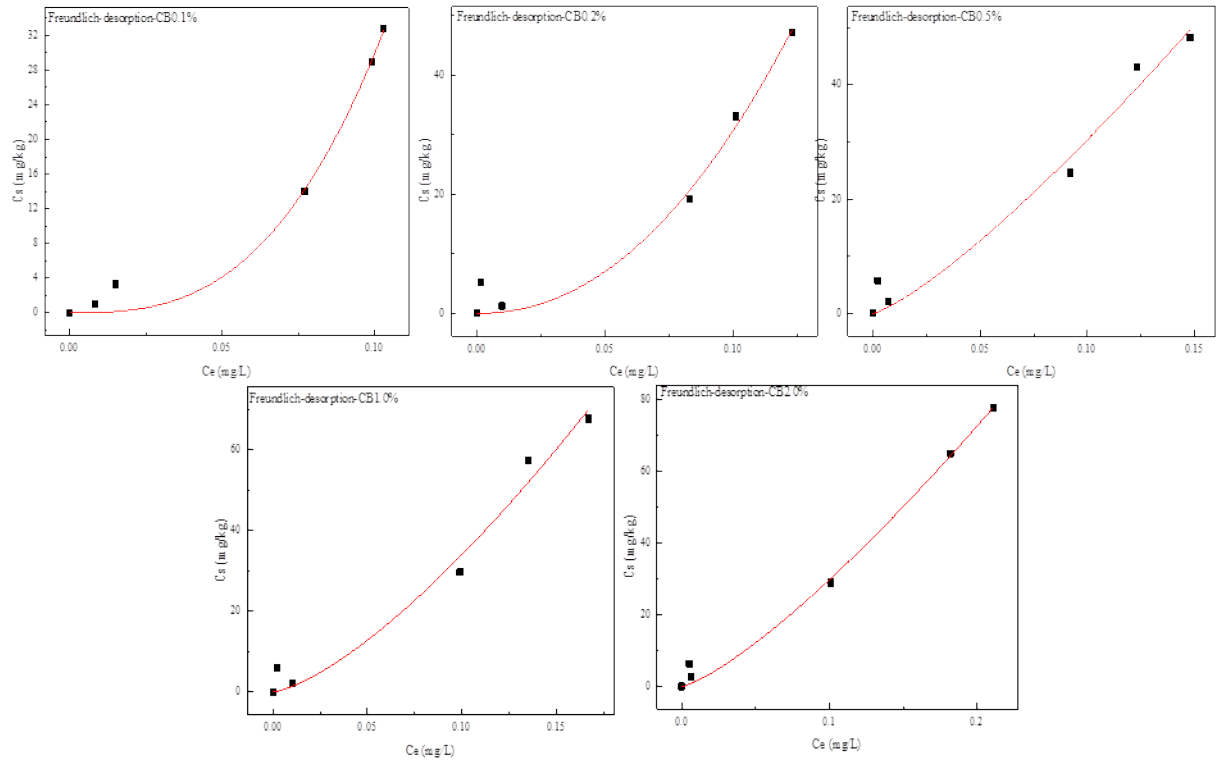 Freundlich-desorption-CB0.1%
32
28
24
20
16
12
8
4
0
Cs (mg/kg)
0.00
0.05
0.10
Ce (mg/L)
Freundlich-desorption-CB0.2%
40
20
0
Cs (mg/kg)
0.00
0.05
0.10
Ce (mg/L)
Freundlich-desorption-CB0.5%
40
20
0
Cs (mg/kg)
0.00
0.05
0.10
0.15
Ce (mg/L)
Freundlich-desorption-CB1.0%
60
40
20
0
Cs (mg/kg)
0.00
0.05
0.10
0.15
Ce (mg/L)
Freundlich-desorption-CB2.0%
80
60
40
20
0
Cs (mg/kg)
0.0
0.1
0.2
Ce (mg/L)